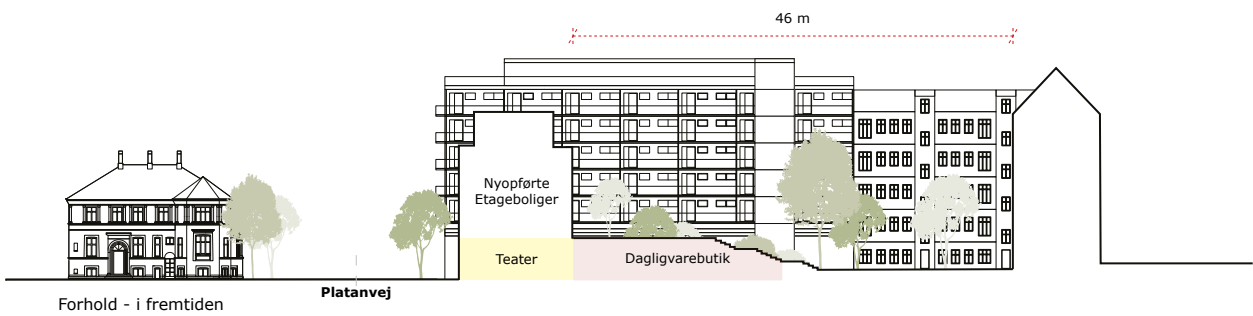 46 m
Nyopførte
Etageboliger
Teater
Dagligvarebutik
Platanvej
Forhold - i fremtiden